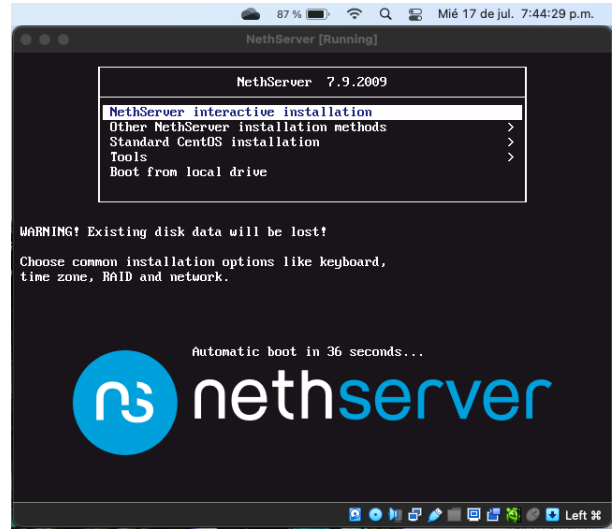 87 % Mié 17 de jul. 7:44:29 p.m.
NethServer [Running]
NethServer 7.9.2009
NethServer interactive installation
Other NethServer installation methods >
Standard CentOS installation >
Tools >
Boot from local drive
WARNING! Existing disk data will be lost!
Choose common installation options like keyboard,
time zone, RAID and network.
Automatic boot in 36 seconds...
ns nethserver
Left ⌘